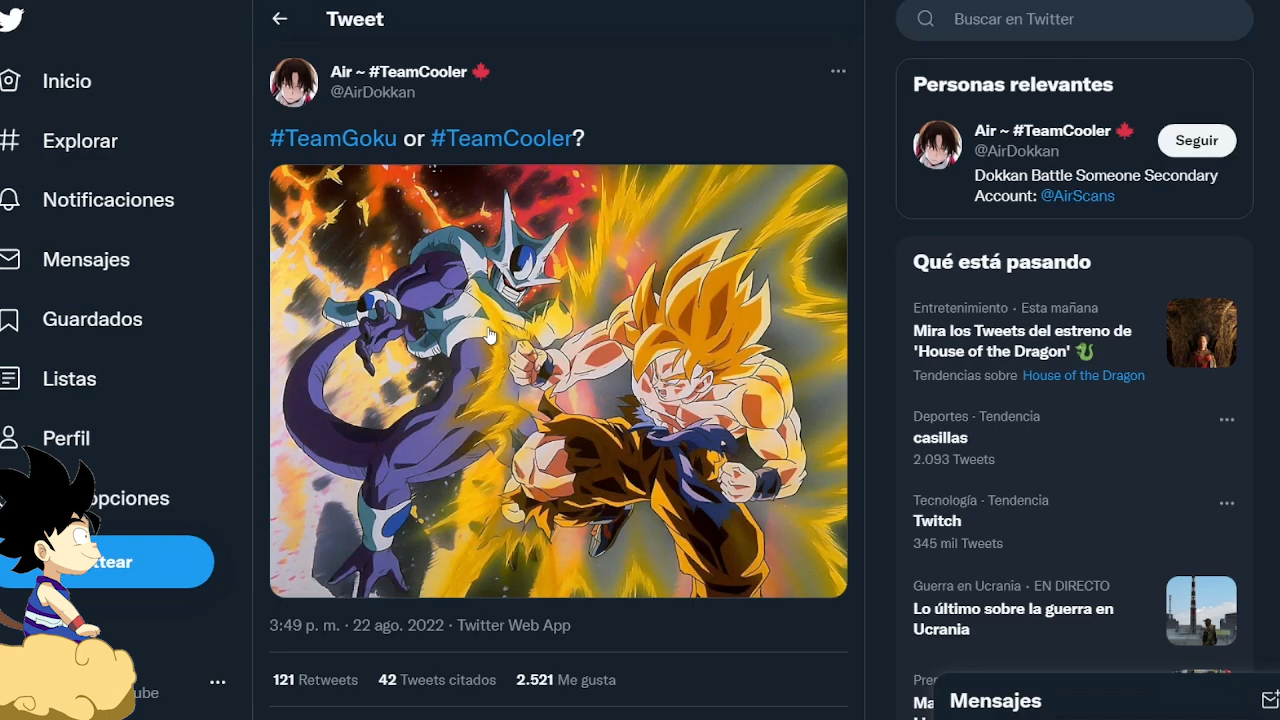 Inicio
Explorar
Notificaciones
Mensajes
Guardados
Listas
Perfil
opciones
Tweet
Air ~ #TeamCooler
@AirDokkan
#TeamGoku or #TeamCooler?
3:49 p. m. · 22 ago. 2022 · Twitter Web App
121 Retweets 42 Tweets citados 2.521 Me gusta
Buscar en Twitter
Personas relevantes
Air ~ #TeamCooler
@AirDokkan
Seguir
Dokkan Battle Someone Secondary
Account: @AirScans
Qué está pasando
Entretenimiento · Esta mañana
Mira los Tweets del estreno de
'House of the Dragon'
Tendencias sobre House of the Dragon
Deportes · Tendencia
casillas
2.093 Tweets
Tecnología · Tendencia
Twitch
345 mil Tweets
Guerra en Ucrania · EN DIRECTO
Lo último sobre la guerra en
Ucrania
Mensajes